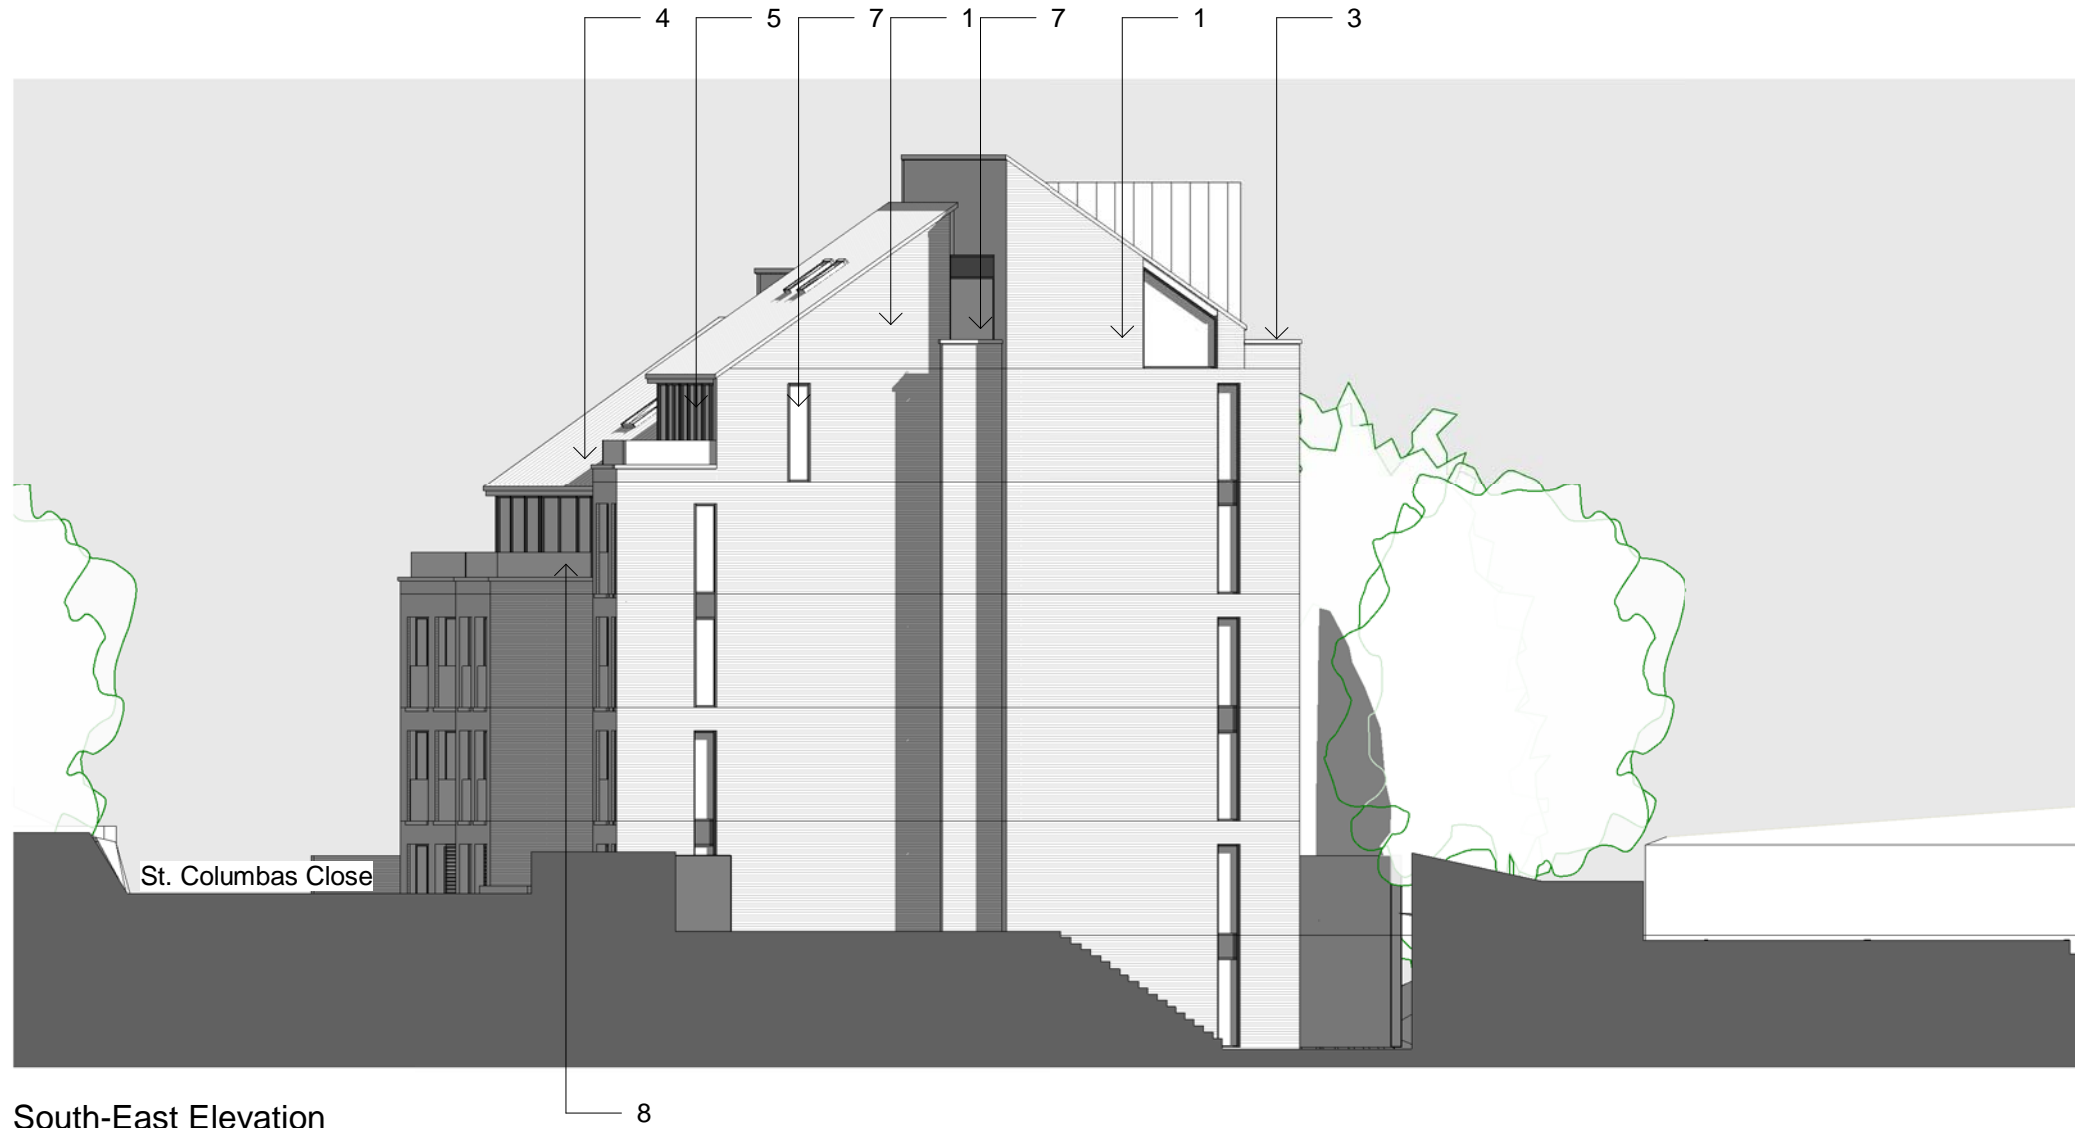 4 5 7 1 7 1 3
St. Columbas Close
8
South-East Elevation